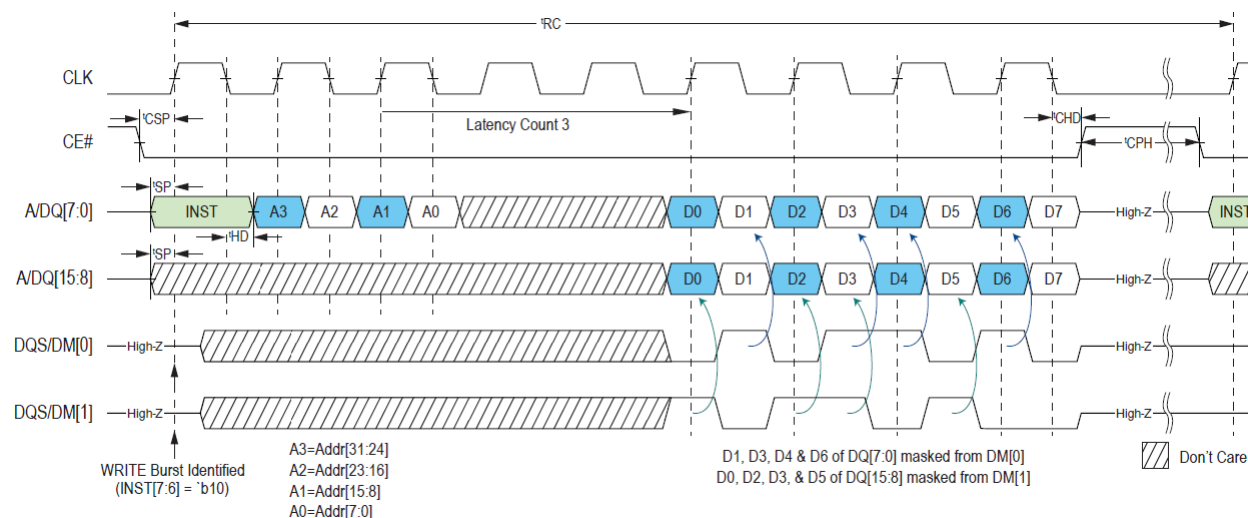 tRC
CLK
tCSP
Latency Count 3
tCHD
CE#
tCPH
tSP
A/DQ[7:0]
INST A3 A2 A1 A0 D0 D1 D2 D3 D4 D5 D6 D7 High-Z INST
tHD
tSP
A/DQ[15:8]
D0 D1 D2 D3 D4 D5 D6 D7 High-Z
DQS/DM[0] High-Z High-Z
DQS/DM[1] High-Z High-Z
WRITE Burst Identified
(INST[7:6] = `b10)
A3=Addr[31:24]
A2=Addr[23:16]
A1=Addr[15:8]
A0=Addr[7:0]
D1, D3, D4 & D6 of DQ[7:0] masked from DM[0]
D0, D2, D3, & D5 of DQ[15:8] masked from DM[1]
Don't Care